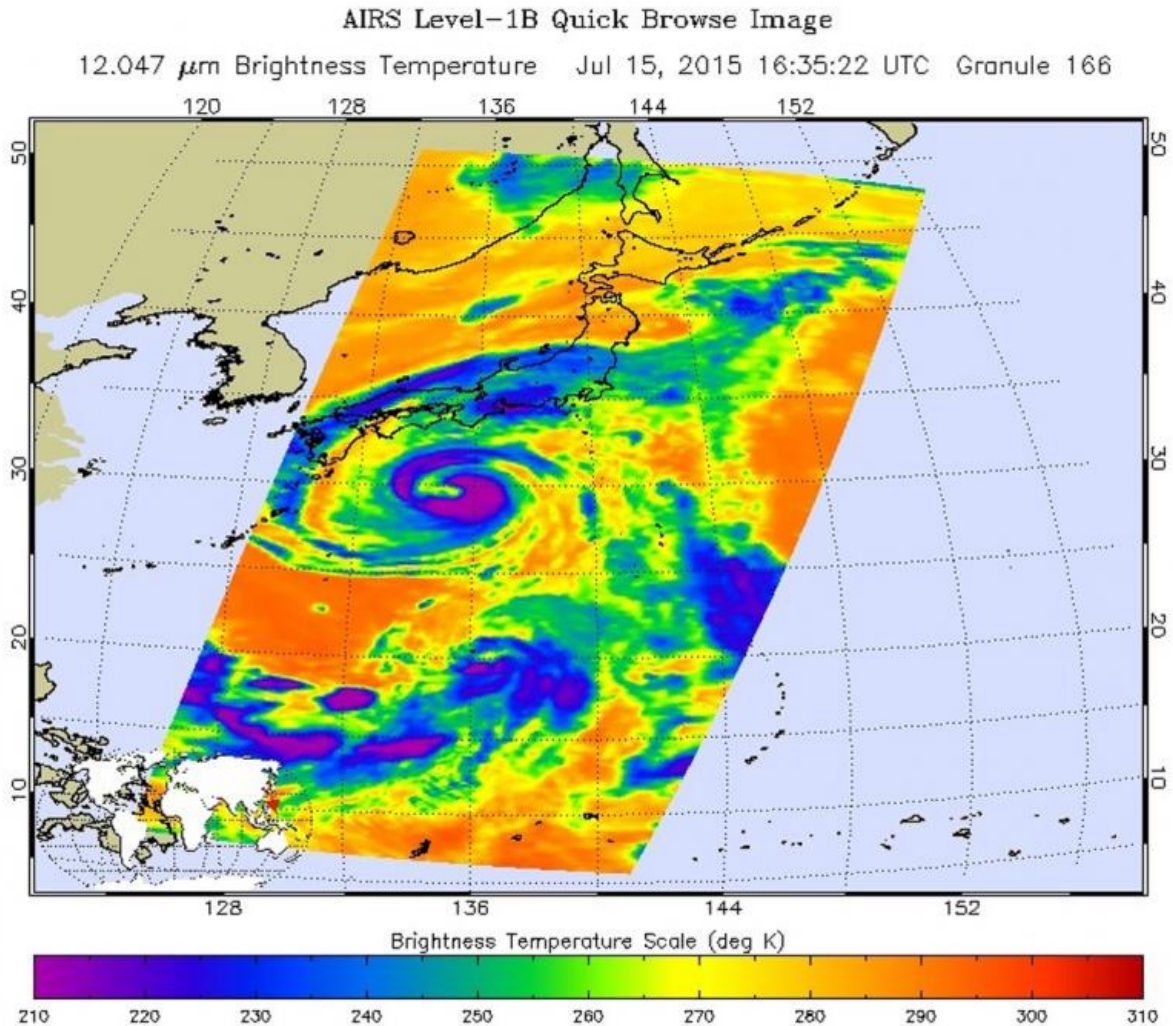 AIRS Level-1B Quick Browse Image
12.047 μm Brightness Temperature Jul 15, 2015 16:35:22 UTC Granule 166
120 128 136 144 152
50 50
40 40
30 30
20 20
10 10
128 136 144 152
Brightness Temperature Scale (deg K)
210 220 230 240 250 260 270 280 290 300 310